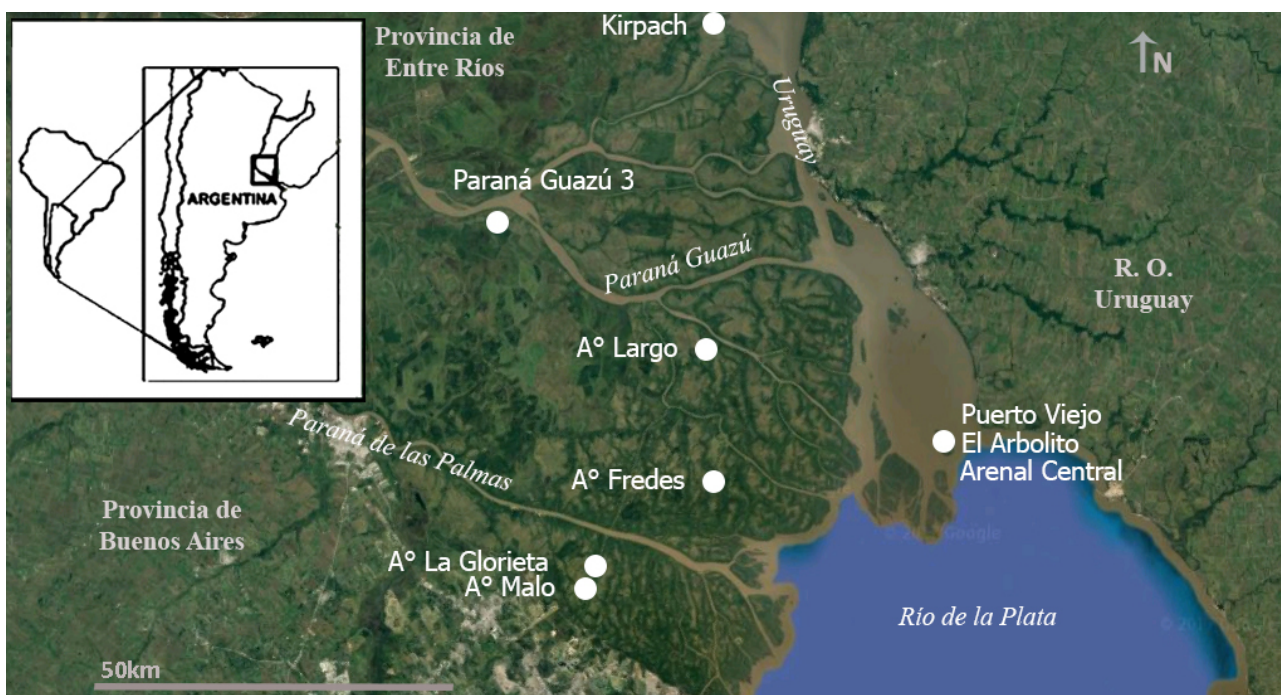 Kirpach
Provincia de
Entre Ríos
N
Uruguay
ARGENTINA
Paraná Guazú 3
Paraná Guazú
R. O.
Uruguay
A° Largo
Puerto Viejo
El Arbolito
Arenal Central
Paraná de las Palmas
A° Fredes
Provincia de
Buenos Aires
A° La Glorieta
A° Malo
Río de la Plata
50km
Google